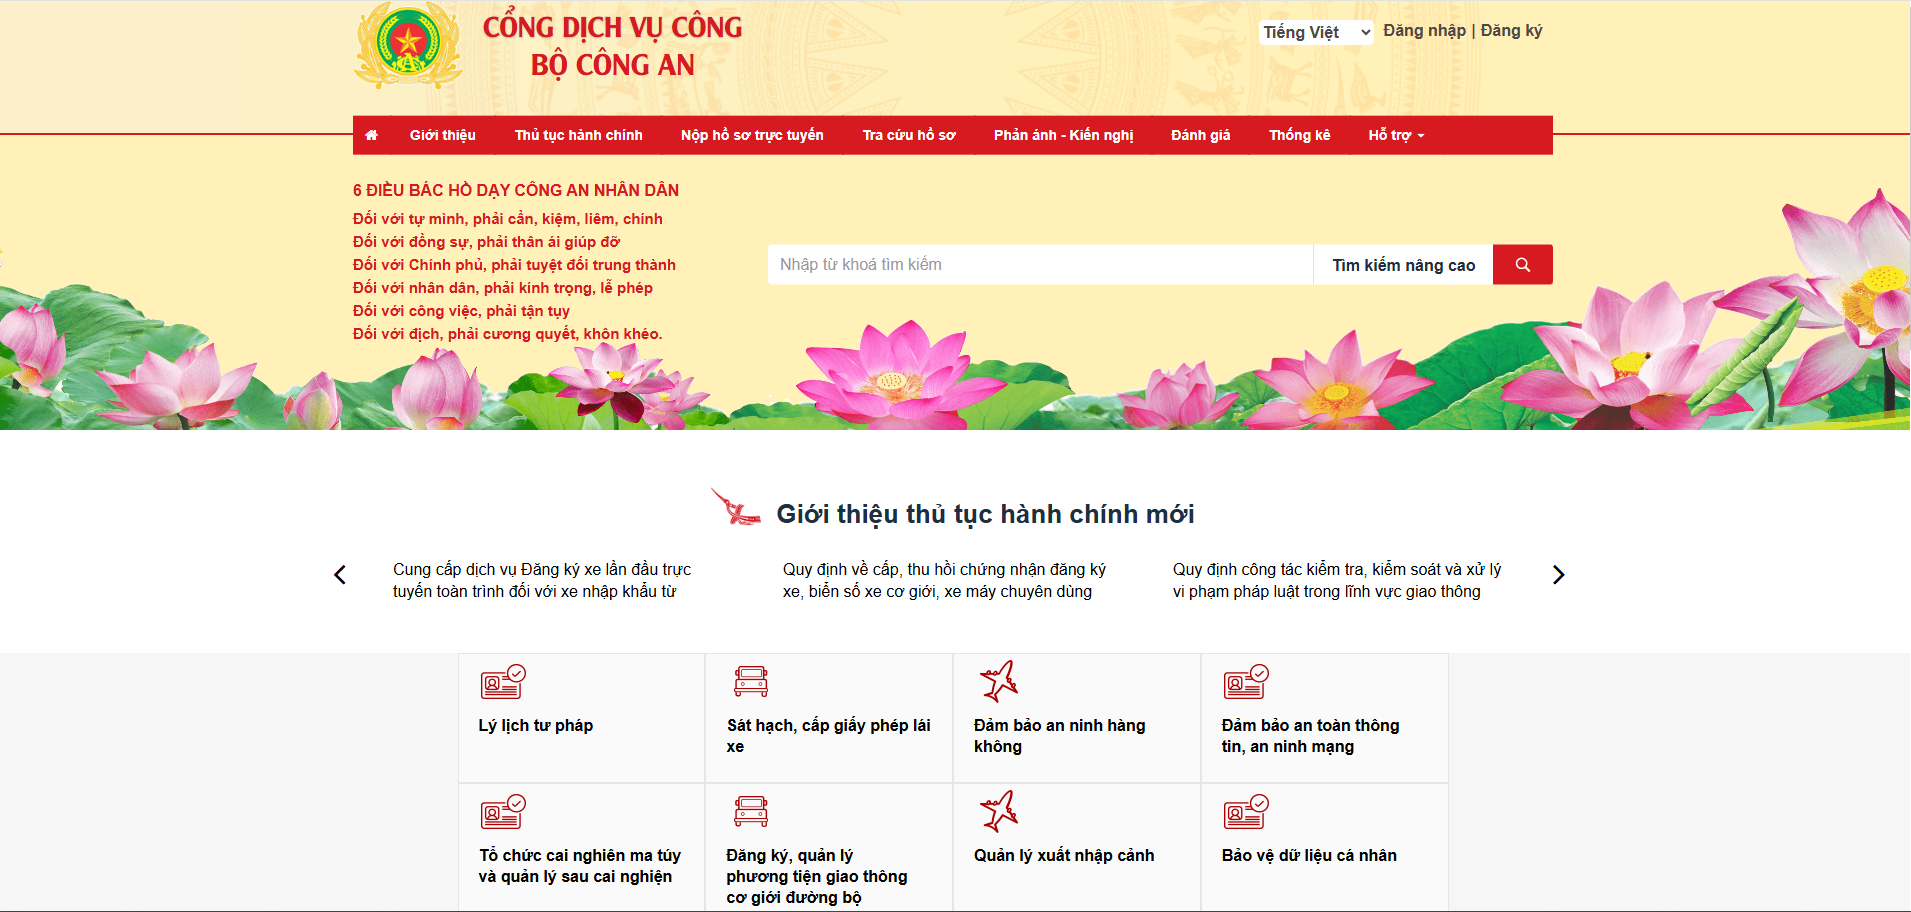 CỔNG DỊCH VỤ CÔNG
BỘ CÔNG AN
Tiếng Việt
Đăng nhập | Đăng ký
Giới thiệu
Thủ tục hành chính
Nộp hồ sơ trực tuyến
Tra cứu hồ sơ
Phản ánh - Kiến nghị
Đánh giá
Thống kê
Hỗ trợ
6 ĐIỀU BÁC HỒ DẠY CÔNG AN NHÂN DÂN
Đối với tự mình, phải cần, kiệm, liêm, chính
Đối với đồng sự, phải thân ái giúp đỡ
Đối với Chính phủ, phải tuyệt đối trung thành
Đối với nhân dân, phải kính trọng, lễ phép
Đối với công việc, phải tận tụy
Đối với địch, phải cương quyết, khôn khéo.
Nhập từ khoá tìm kiếm
Tìm kiếm nâng cao
Giới thiệu thủ tục hành chính mới
Cung cấp dịch vụ Đăng ký xe lần đầu trực
tuyến toàn trình đối với xe nhập khẩu từ
Quy định về cấp, thu hồi chứng nhận đăng ký
xe, biển số xe cơ giới, xe máy chuyên dùng
Quy định công tác kiểm tra, kiểm soát và xử lý
vi phạm pháp luật trong lĩnh vực giao thông
Lý lịch tư pháp
Sát hạch, cấp giấy phép lái
xe
Đảm bảo an ninh hàng
không
Đảm bảo an toàn thông
tin, an ninh mạng
Tổ chức cai nghiên ma túy
và quản lý sau cai nghiện
Đăng ký, quản lý
phương tiện giao thông
cơ giới đường bộ
Quản lý xuất nhập cảnh
Bảo vệ dữ liệu cá nhân